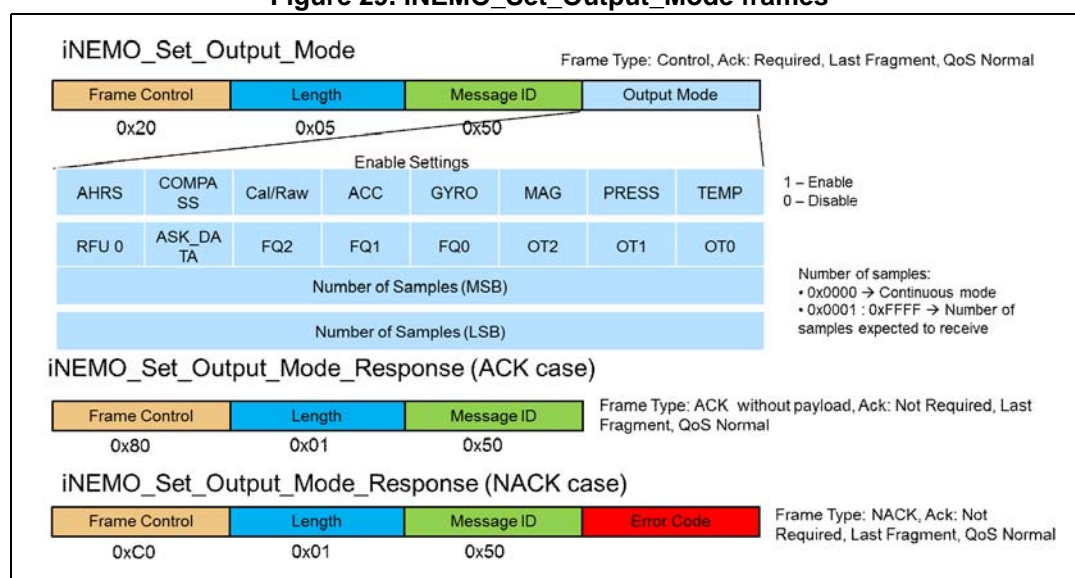 Figure 29. iNEMO_Set_Output_Mode frames
iNEMO_Set_Output_Mode
Frame Type: Control, Ack: Required, Last Fragment, QoS Normal
Frame Control Length Message ID Output Mode
0x20 0x05 0x50
Enable Settings
AHRS COMPA SS Cal/Raw ACC GYRO MAG PRESS TEMP
1 – Enable
0 – Disable
RFU 0 ASK_DA TA FQ2 FQ1 FQ0 OT2 OT1 OT0
Number of Samples (MSB)
Number of Samples (LSB)
Number of samples:
• 0x0000 → Continuous mode
• 0x0001 : 0xFFFF → Number of
samples expected to receive
iNEMO_Set_Output_Mode_Response (ACK case)
Frame Control Length Message ID
0x80 0x01 0x50
Frame Type: ACK without payload, Ack: Not Required, Last
Fragment, QoS Normal
iNEMO_Set_Output_Mode_Response (NACK case)
Frame Control Length Message ID Error Code
0xC0 0x01 0x50
Frame Type: NACK, Ack: Not
Required, Last Fragment, QoS Normal